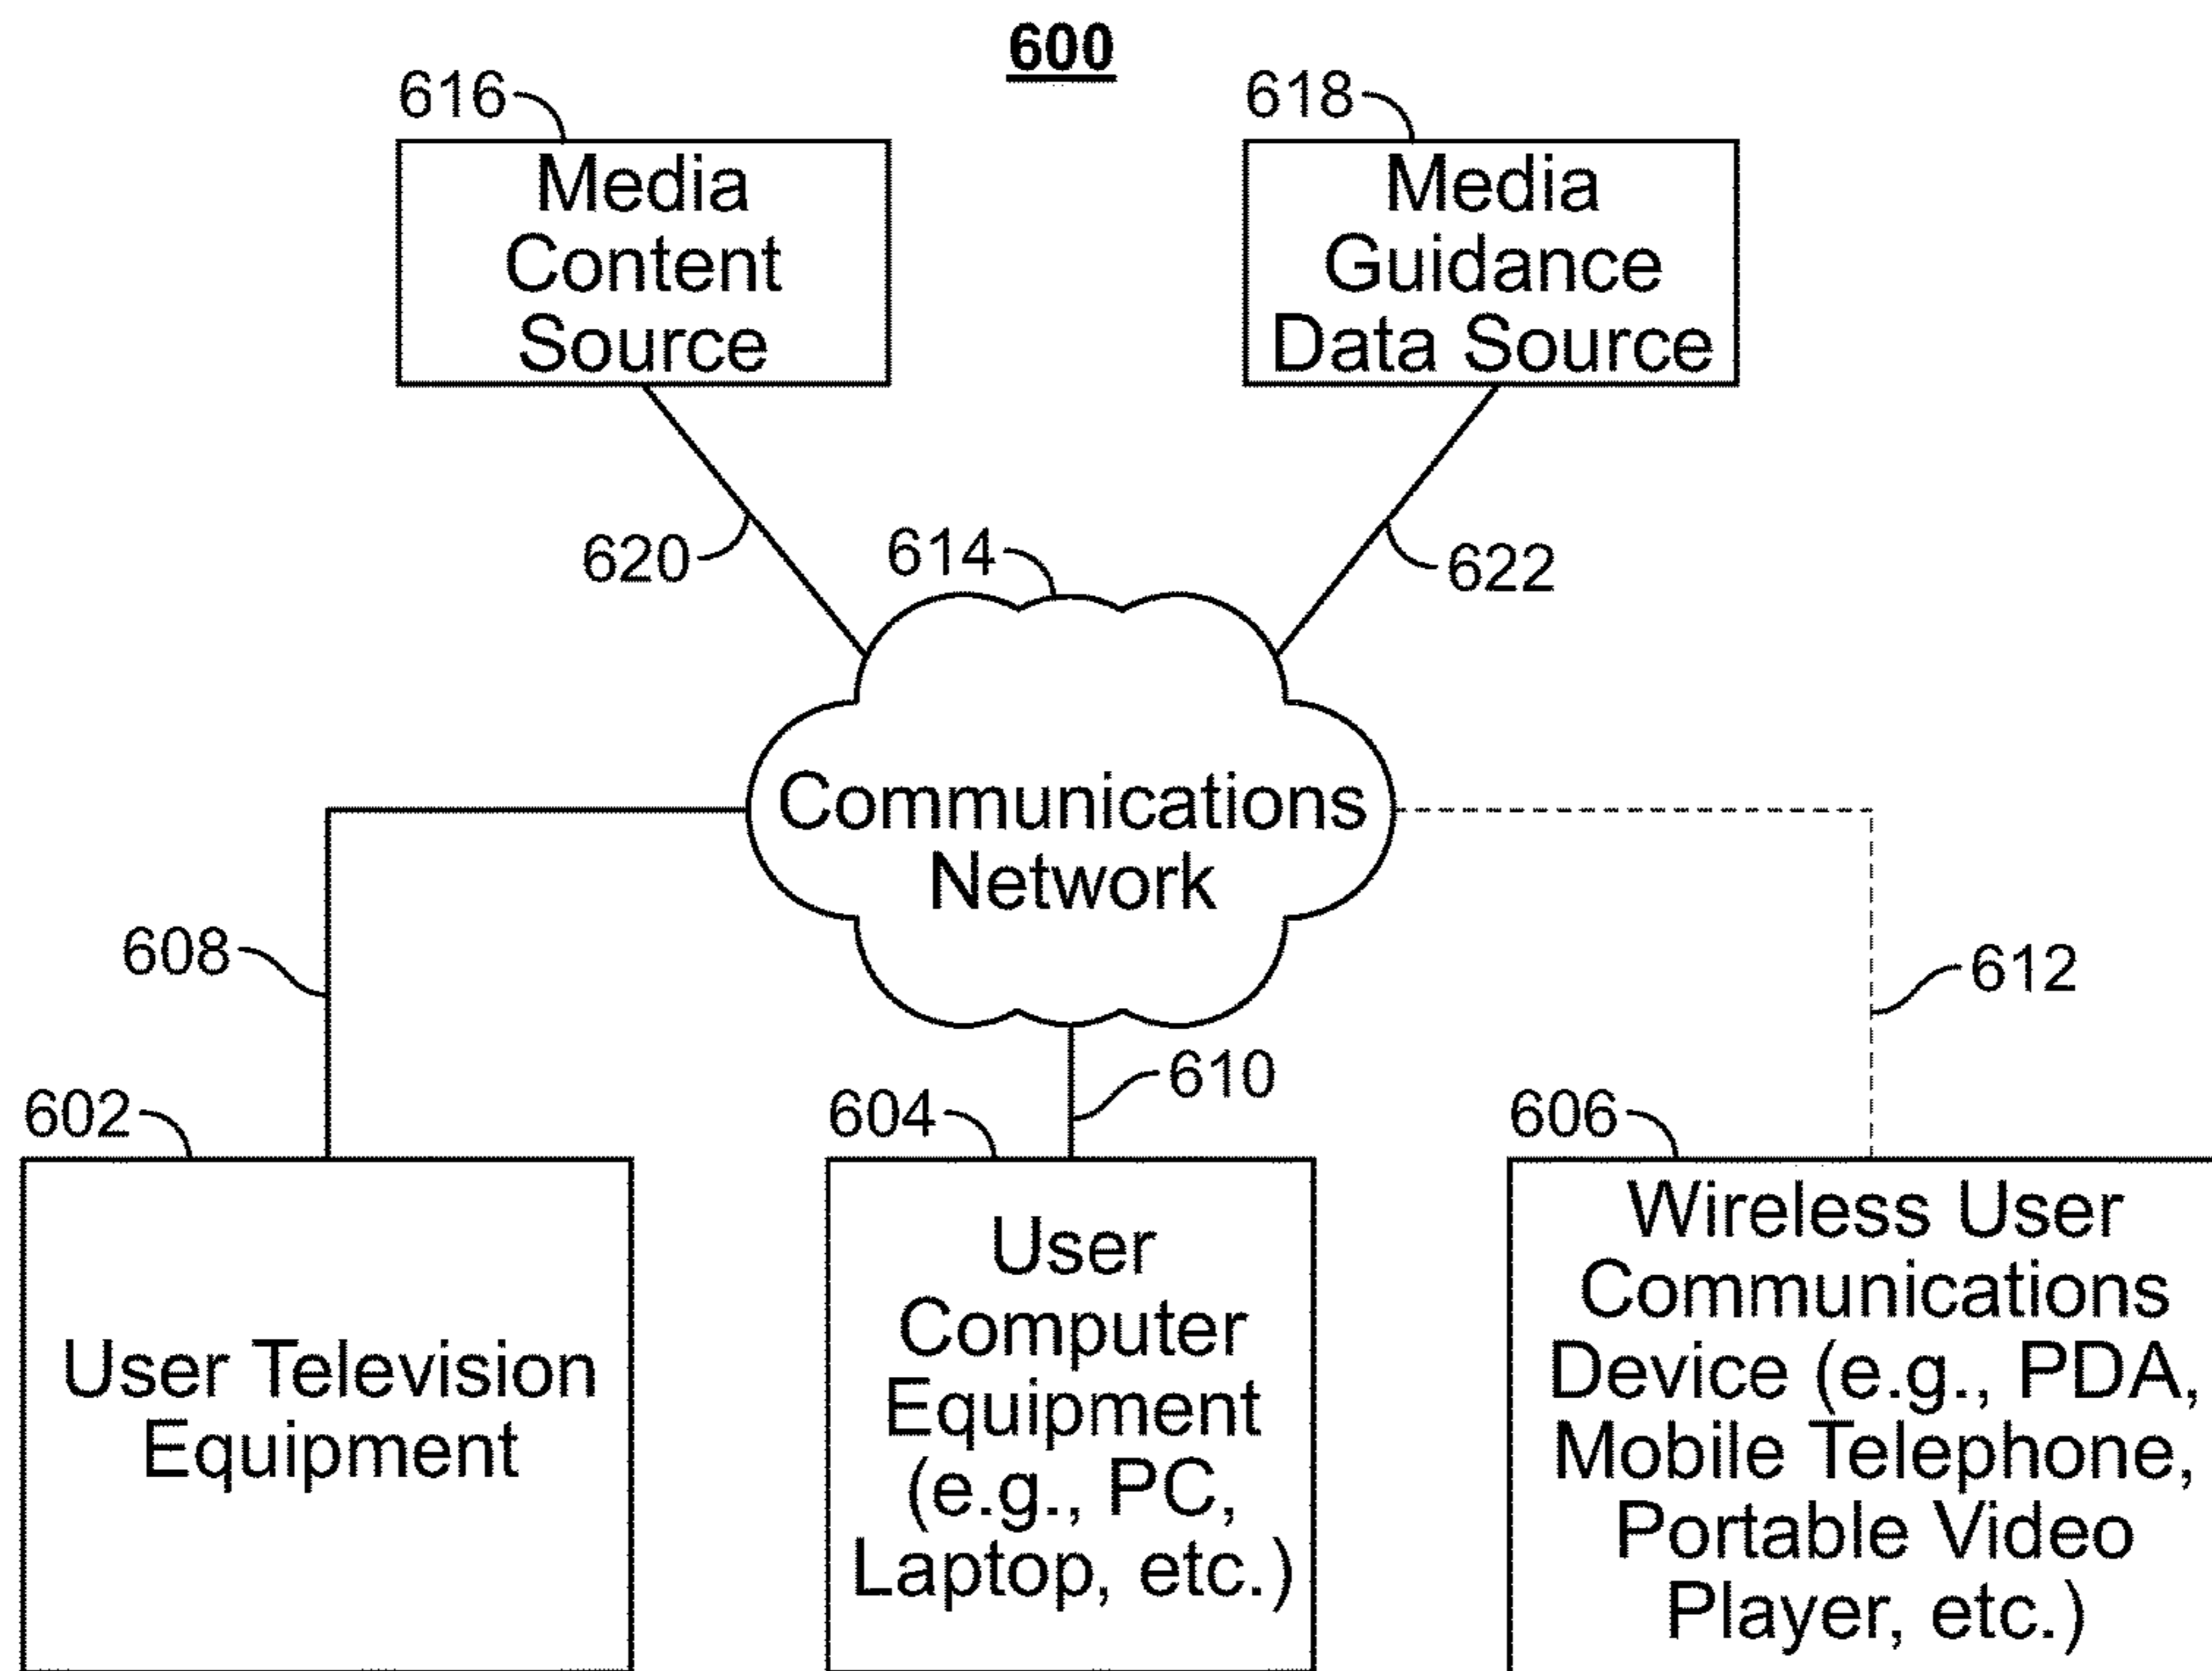 600
616
618
Media
Content
Source
Media
Guidance
Data Source
620
614
622
Communications
Network
608
612
610
602
604
606
User Television
Equipment
User
Computer
Equipment
(e.g., PC,
Laptop, etc.)
Wireless User
Communications
Device (e.g., PDA,
Mobile Telephone,
Portable Video
Player, etc.)